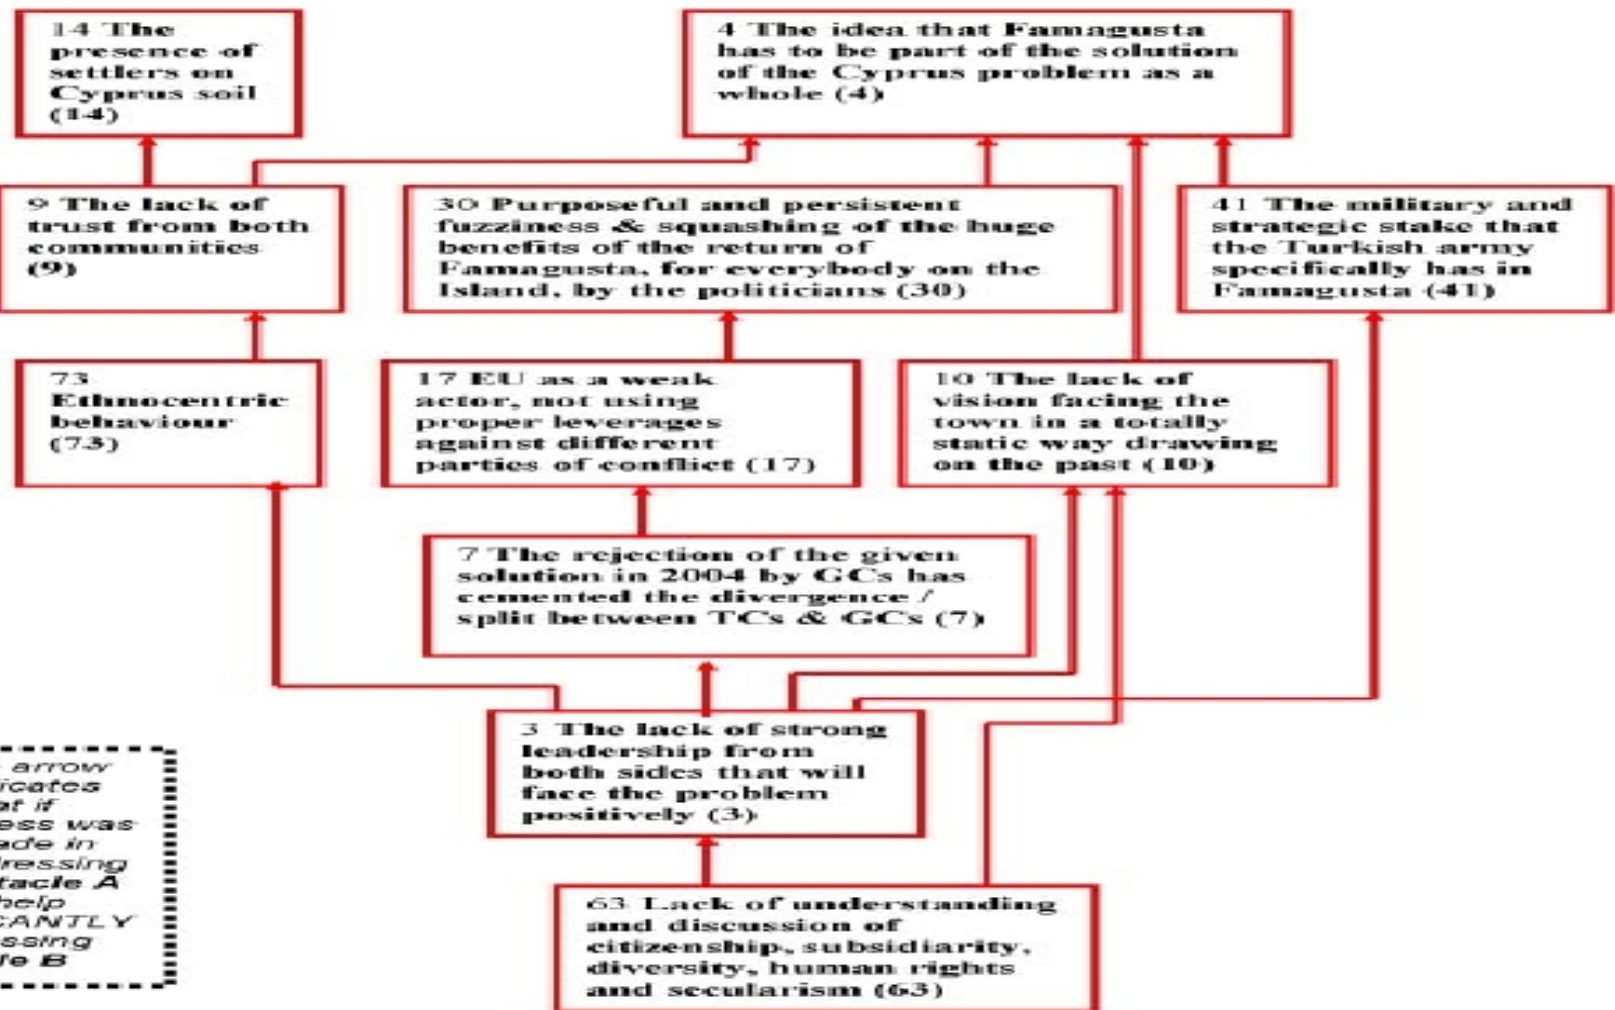 14 The
presence of
settlers on
Cyprus soil
(14)
4 The idea that Famagusta
has to be part of the solution
of the Cyprus problem as a
whole (4)
9 The lack of
trust from both
communities
(9)
30 Purposeful and persistent
fuzziness & squashing of the huge
benefits of the return of
Famagusta, for everybody on the
Island, by the politicians (30)
41 The military and
strategic stake that
the Turkish army
specifically has in
Famagusta (41)
73
Ethnocentric
behaviour
(73)
17 EU as a weak
actor, not using
proper leverages
against different
parties of conflict (17)
10 The lack of
vision facing the
town in a totally
static way drawing
on the past (10)
7 The rejection of the given
solution in 2004 by GCs has
cemented the divergence /
split between TCs & GCs (7)
3 The lack of strong
leadership from
both sides that will
face the problem
positively (3)
arrow
icates
at if
ess was
ade in
ressing
tacle A
help
CANTLY
ssing
le B
63 Lack of understanding
and discussion of
citizenship, subsidiarity,
diversity, human rights
and secularism (63)